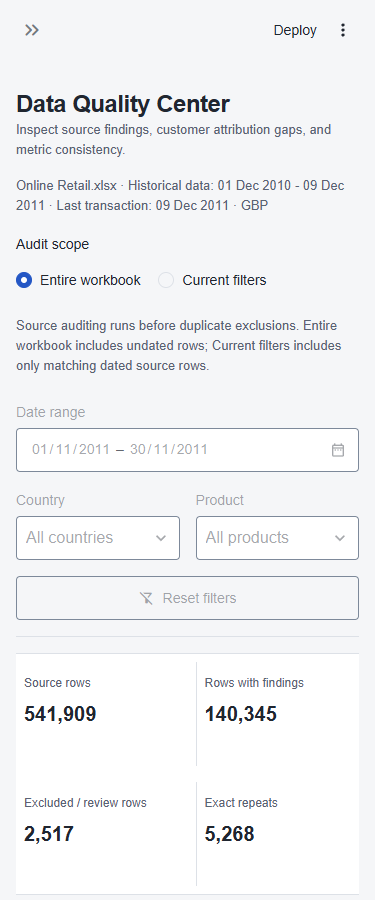 Deploy
Data Quality Center
Inspect source findings, customer attribution gaps, and
metric consistency.
Online Retail.xlsx · Historical data: 01 Dec 2010 - 09 Dec
2011 · Last transaction: 09 Dec 2011 · GBP
Audit scope
Entire workbook Current filters
Source auditing runs before duplicate exclusions. Entire
workbook includes undated rows; Current filters includes
only matching dated source rows.
Date range
01/11/2011 – 30/11/2011
Country Product
All countries All products
Reset filters
Source rows Rows with findings
541,909 140,345
Excluded / review rows Exact repeats
2,517 5,268